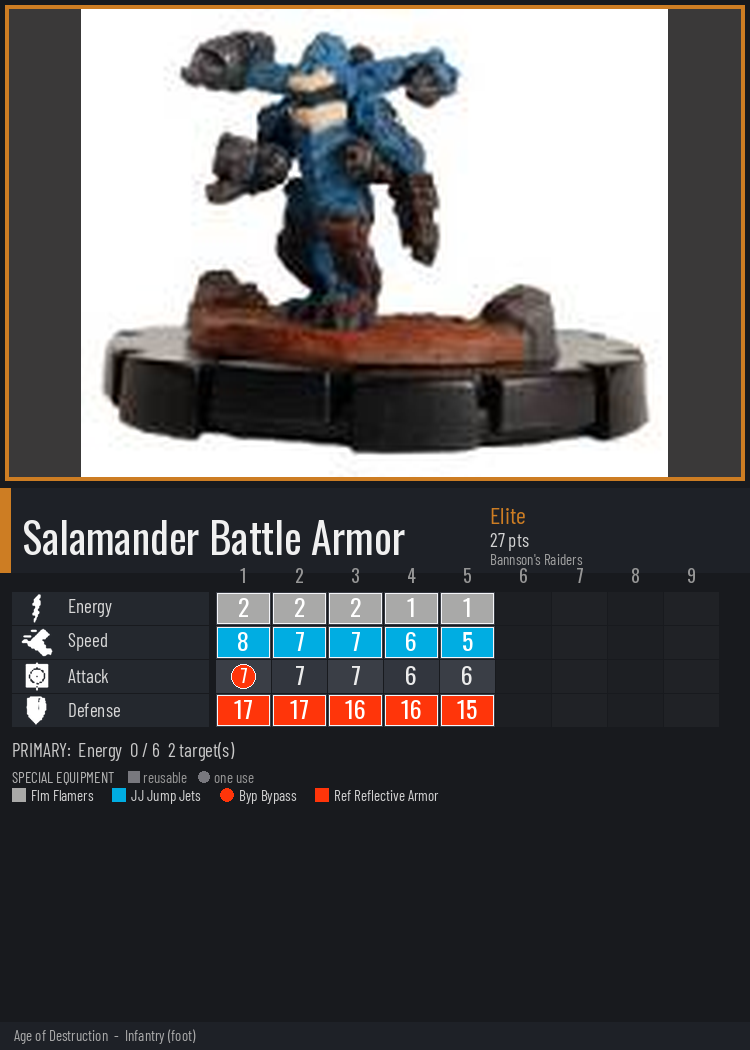 Salamander Battle Armor
Elite
27 pts
Bannson's Raiders
1 2 3 4 5 6 7 8 9
Energy 2 2 2 1 1
Speed 8 7 7 6 5
Attack 7 7 7 6 6
Defense 17 17 16 16 15
PRIMARY: Energy 0 / 6 2 target(s)
SPECIAL EQUIPMENT reusable one use
Flm Flamers JJ Jump Jets Byp Bypass Ref Reflective Armor
Age of Destruction - Infantry (foot)